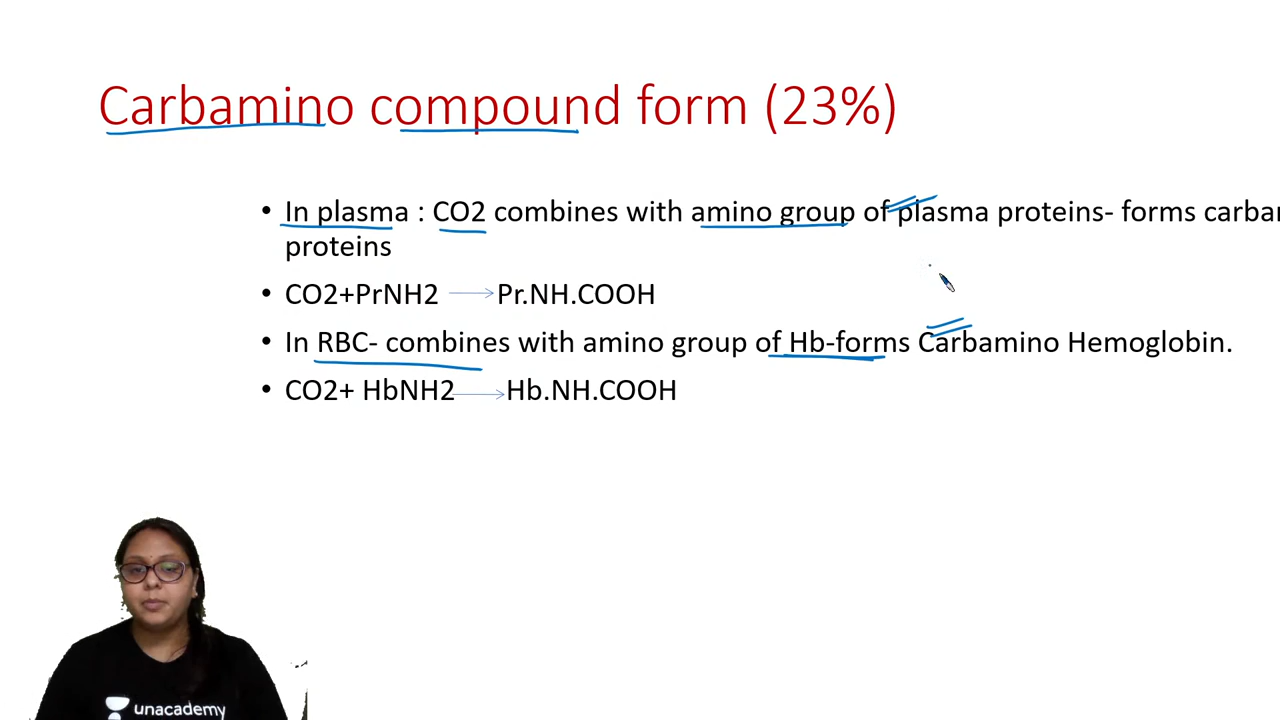 Carbamino compound form (23%)
• In plasma : CO2 combines with amino group of plasma proteins- forms
proteins
• CO2+PrNH2 → Pr.NH.COOH
• In RBC- combines with amino group of Hb-forms Carbamino Hemoglobin.
• CO2+ HbNH2 → Hb.NH.COOH
unacademy